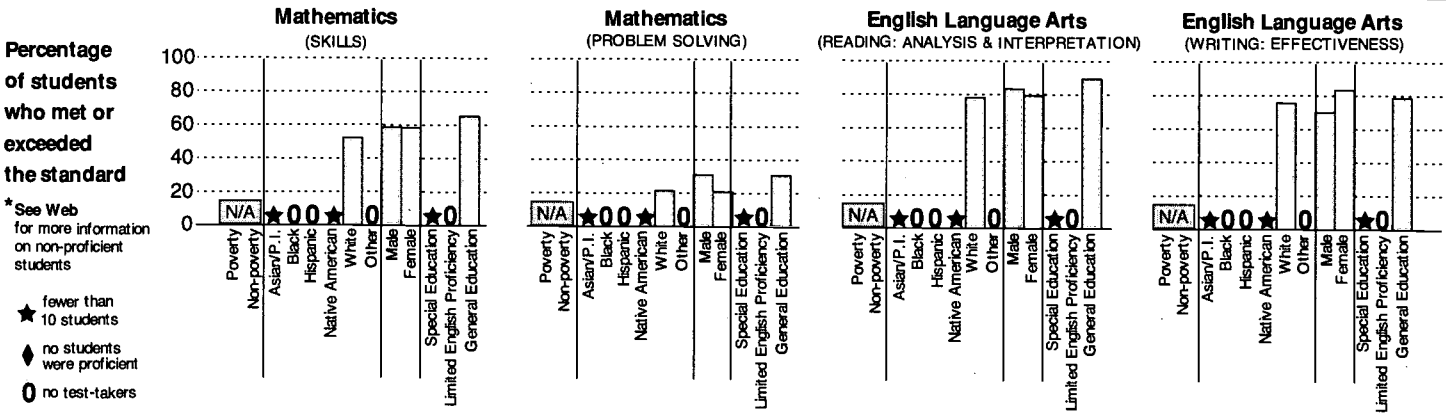 Percentage
of students
who met or
exceeded
the standard
*See Web
for more information
on non-proficient
students
★ fewer than
10 students
♦ no students
were proficient
0 no test-takers
Mathematics
(SKILLS)
100
80
60
40
20
0
N/A ★ 0 0 ★ 0 ★ 0
Poverty
Non-poverty
Asian/P.I.
Black
Hispanic
Native American
White
Other
Male
Female
Special Education
Limited English Proficiency
General Education
Mathematics
(PROBLEM SOLVING)
N/A ★ 0 0 ★ 0 ★ 0
Poverty
Non-poverty
Asian/P.I.
Black
Hispanic
Native American
White
Other
Male
Female
Special Education
Limited English Proficiency
General Education
English Language Arts
(READING: ANALYSIS & INTERPRETATION)
N/A ★ 0 0 ★ 0 ★ 0
Poverty
Non-poverty
Asian/P.I.
Black
Hispanic
Native American
White
Other
Male
Female
Special Education
Limited English Proficiency
General Education
English Language Arts
(WRITING: EFFECTIVENESS)
N/A ★ 0 0 ★ 0 ★ 0
Poverty
Non-poverty
Asian/P.I.
Black
Hispanic
Native American
White
Other
Male
Female
Special Education
Limited English Proficiency
General Education